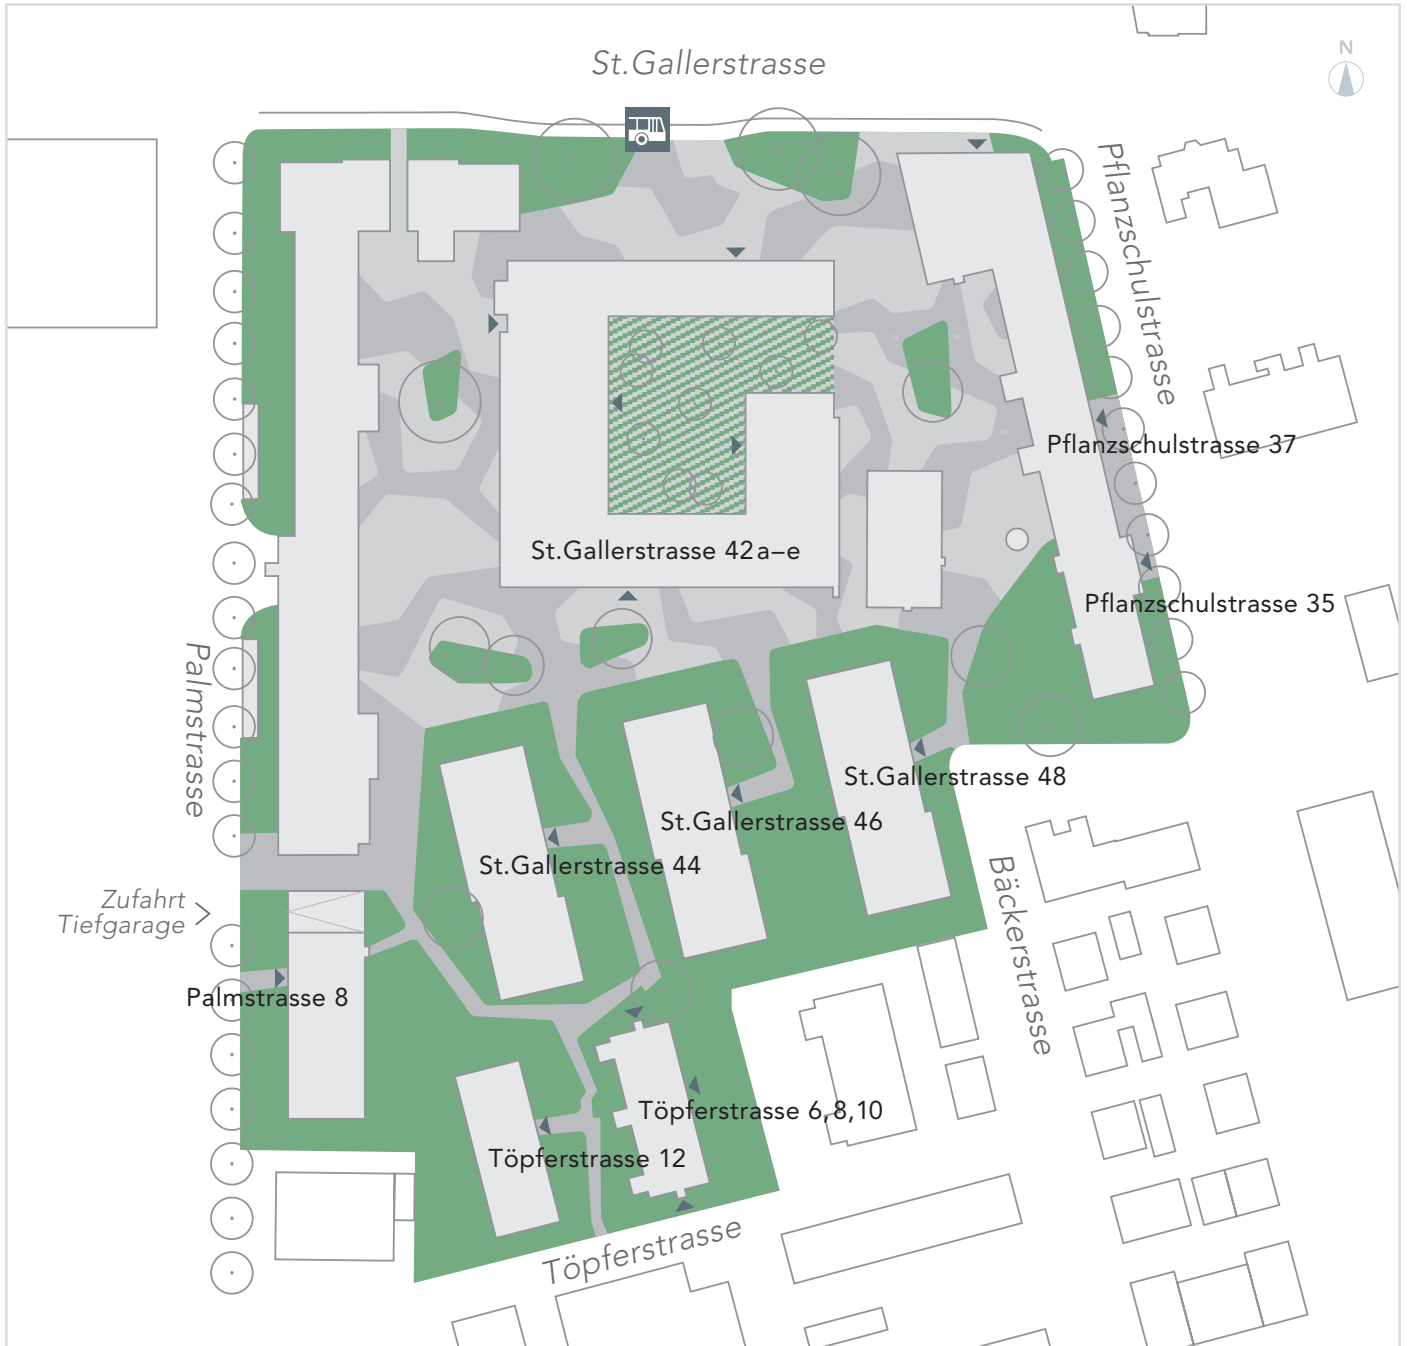 St.Gallerstrasse
N
Pflanzschulstrasse
Pflanzschulstrasse 37
St.Gallerstrasse 42a–e
Pflanzschulstrasse 35
Palmstrasse
St.Gallerstrasse 48
St.Gallerstrasse 46
St.Gallerstrasse 44
Zufahrt
Tiefgarage
Bäckerstrasse
Palmstrasse 8
Töpferstrasse 6,8,10
Töpferstrasse 12
Töpferstrasse